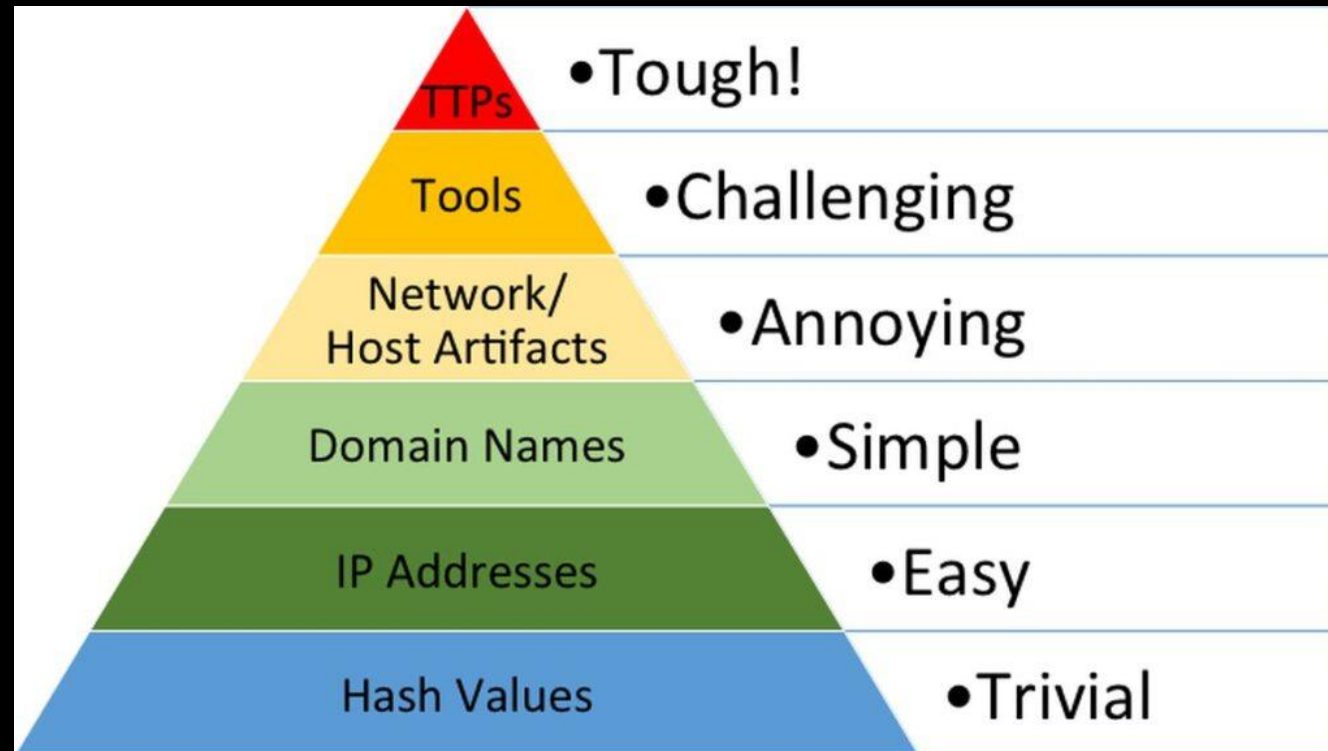 TTPs
•Tough!
Tools
•Challenging
Network/
Host Artifacts
•Annoying
Domain Names
•Simple
IP Addresses
•Easy
Hash Values
•Trivial